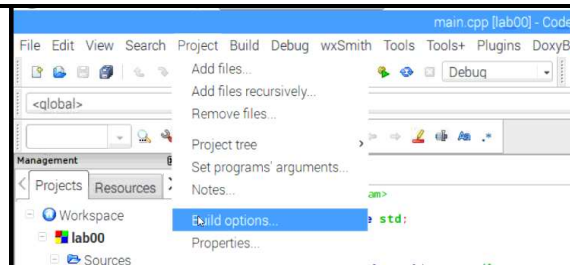 main.cpp [lab00] - Code
File Edit View Search Project Build Debug wxSmith Tools Tools+ Plugins DoxyB
Add files...
Debug
Add files recursively...
<global>
Remove files...
Project tree
Management
Set programs' arguments...
Projects Resources
Notes...
Workspace
Build options...
std;
lab00
Properties...
Sources